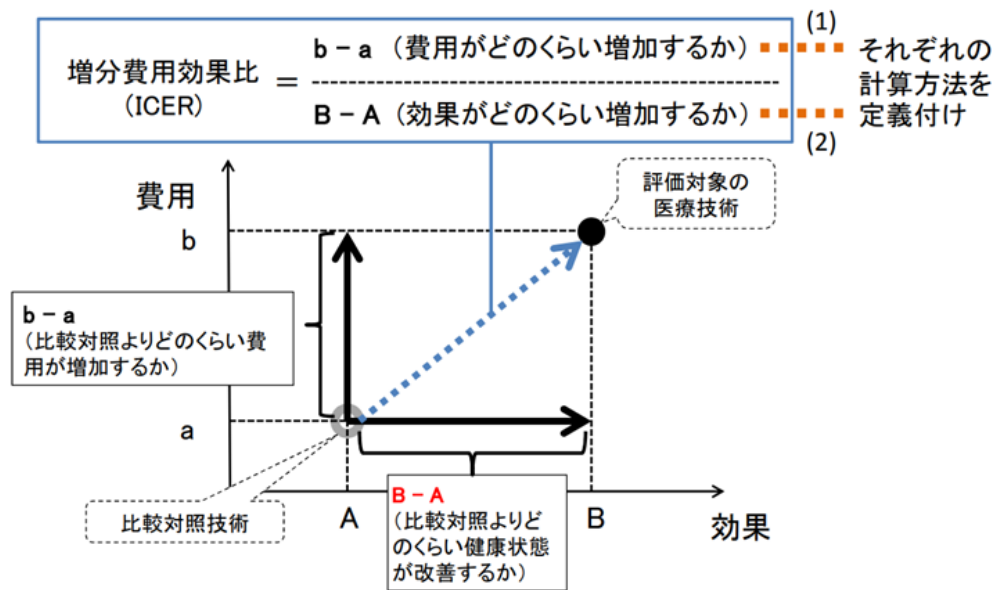 (1)
b－a（費用がどのくらい増加するか）
増分費用効果比
(ICER)
＝
B－A（効果がどのくらい増加するか）
(2)
それぞれの
計算方法を
定義付け
費用
評価対象の
医療技術
b
b－a
（比較対照よりどのくらい費
用が増加するか）
a
比較対照技術
A
B－A
（比較対照よりど
のくらい健康状態
が改善するか）
B
効果